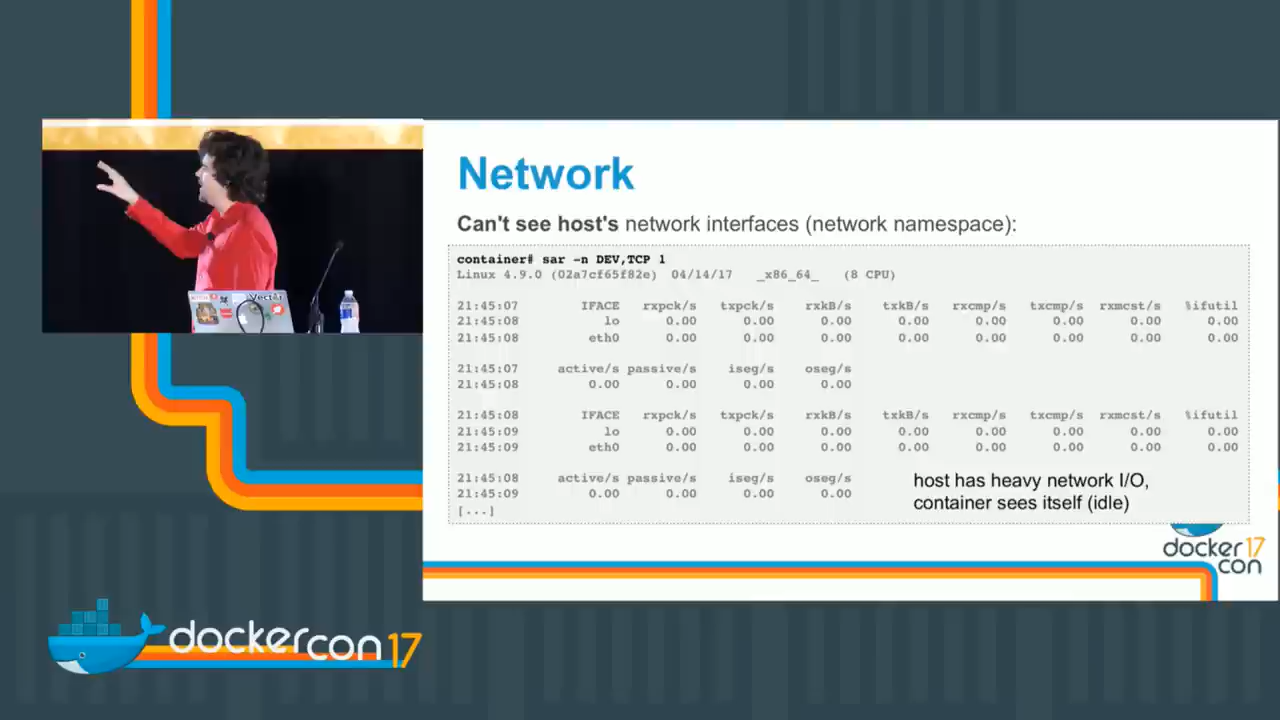 Network
Can't see host's network interfaces (network namespace):
container# sar -n DEV,TCP 1
Linux 4.9.0 (02a7cf65f82e) 04/14/17 _x86_64_ (8 CPU)
21:45:07 IFACE rxpck/s txpck/s rxkB/s txkB/s rxcmp/s txcmp/s rxmcst/s %ifutil
21:45:08 lo 0.00 0.00 0.00 0.00 0.00 0.00 0.00 0.00
21:45:08 eth0 0.00 0.00 0.00 0.00 0.00 0.00 0.00 0.00
21:45:07 active/s passive/s iseg/s oseg/s
21:45:08 0.00 0.00 0.00 0.00
21:45:08 IFACE rxpck/s txpck/s rxkB/s txkB/s rxcmp/s txcmp/s rxmcst/s %ifutil
21:45:09 lo 0.00 0.00 0.00 0.00 0.00 0.00 0.00 0.00
21:45:09 eth0 0.00 0.00 0.00 0.00 0.00 0.00 0.00 0.00
21:45:08 active/s passive/s iseg/s oseg/s
21:45:09 0.00 0.00 0.00 0.00
[...]
host has heavy network I/O,
container sees itself (idle)
docker 17
con
Vector
dockercon 17